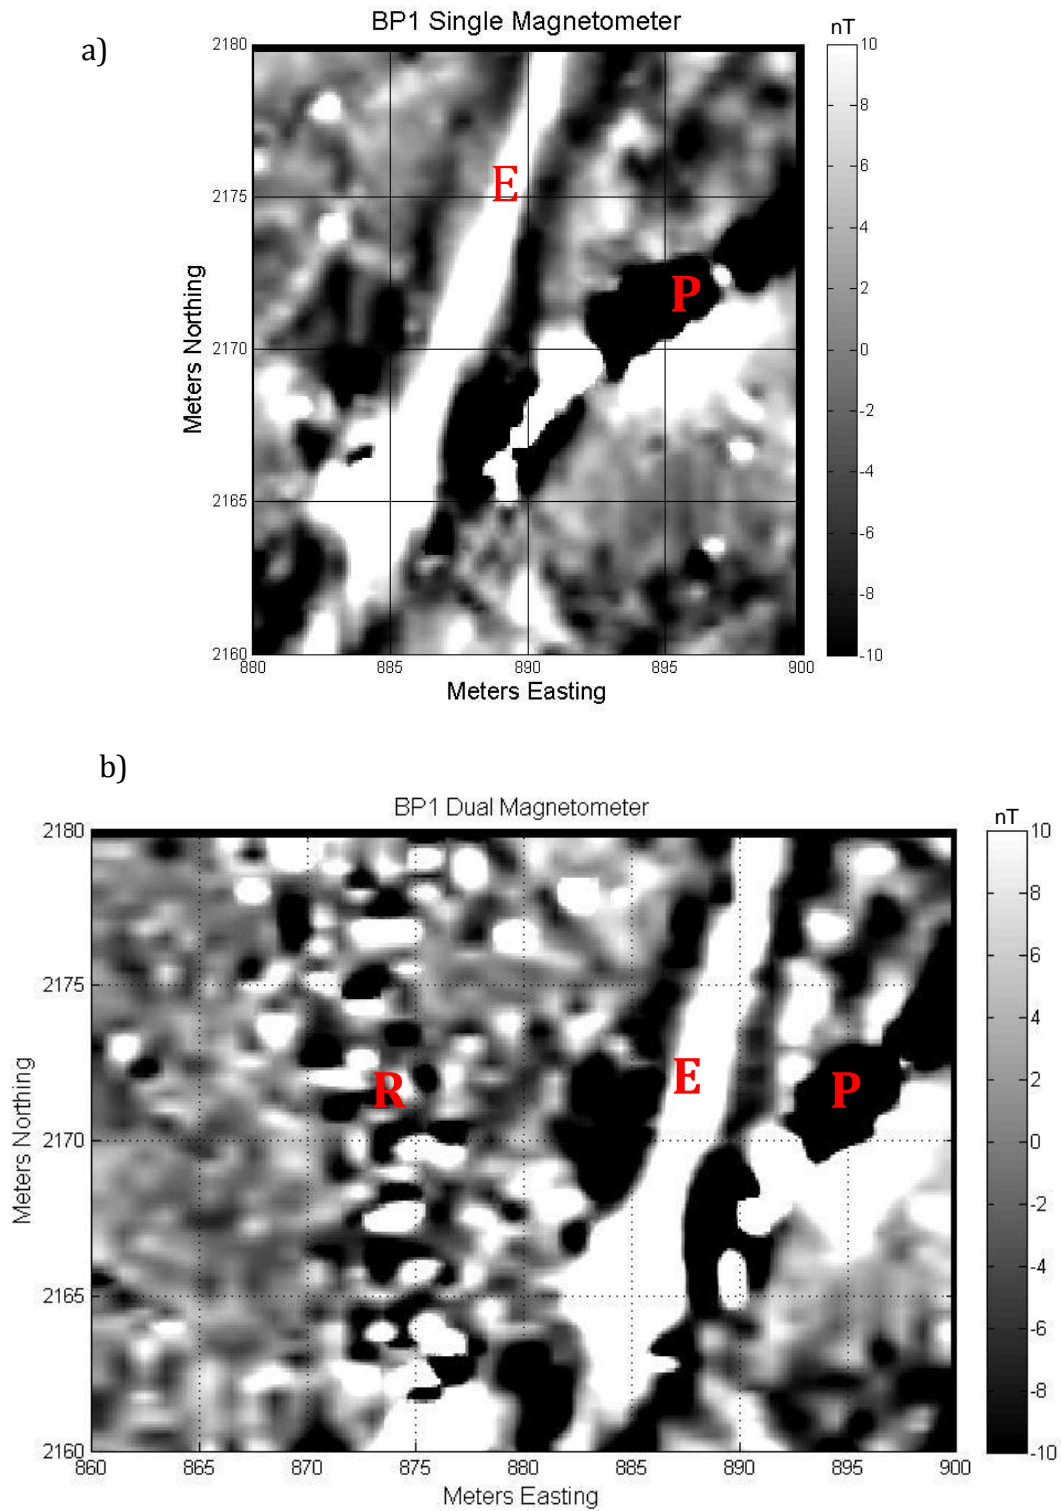 a)
BP1 Single Magnetometer
nT
2180
2175
2170
2165
2160
Meters Northing
880 885 890 895 900
Meters Easting
E
P
10
8
6
4
2
0
-2
-4
-6
-8
-10
b)
BP1 Dual Magnetometer
nT
2180
2175
2170
2165
2160
Meters Northing
860 865 870 875 880 885 890 895 900
Meters Easting
R E P
10
8
6
4
2
0
-2
-4
-6
-8
-10